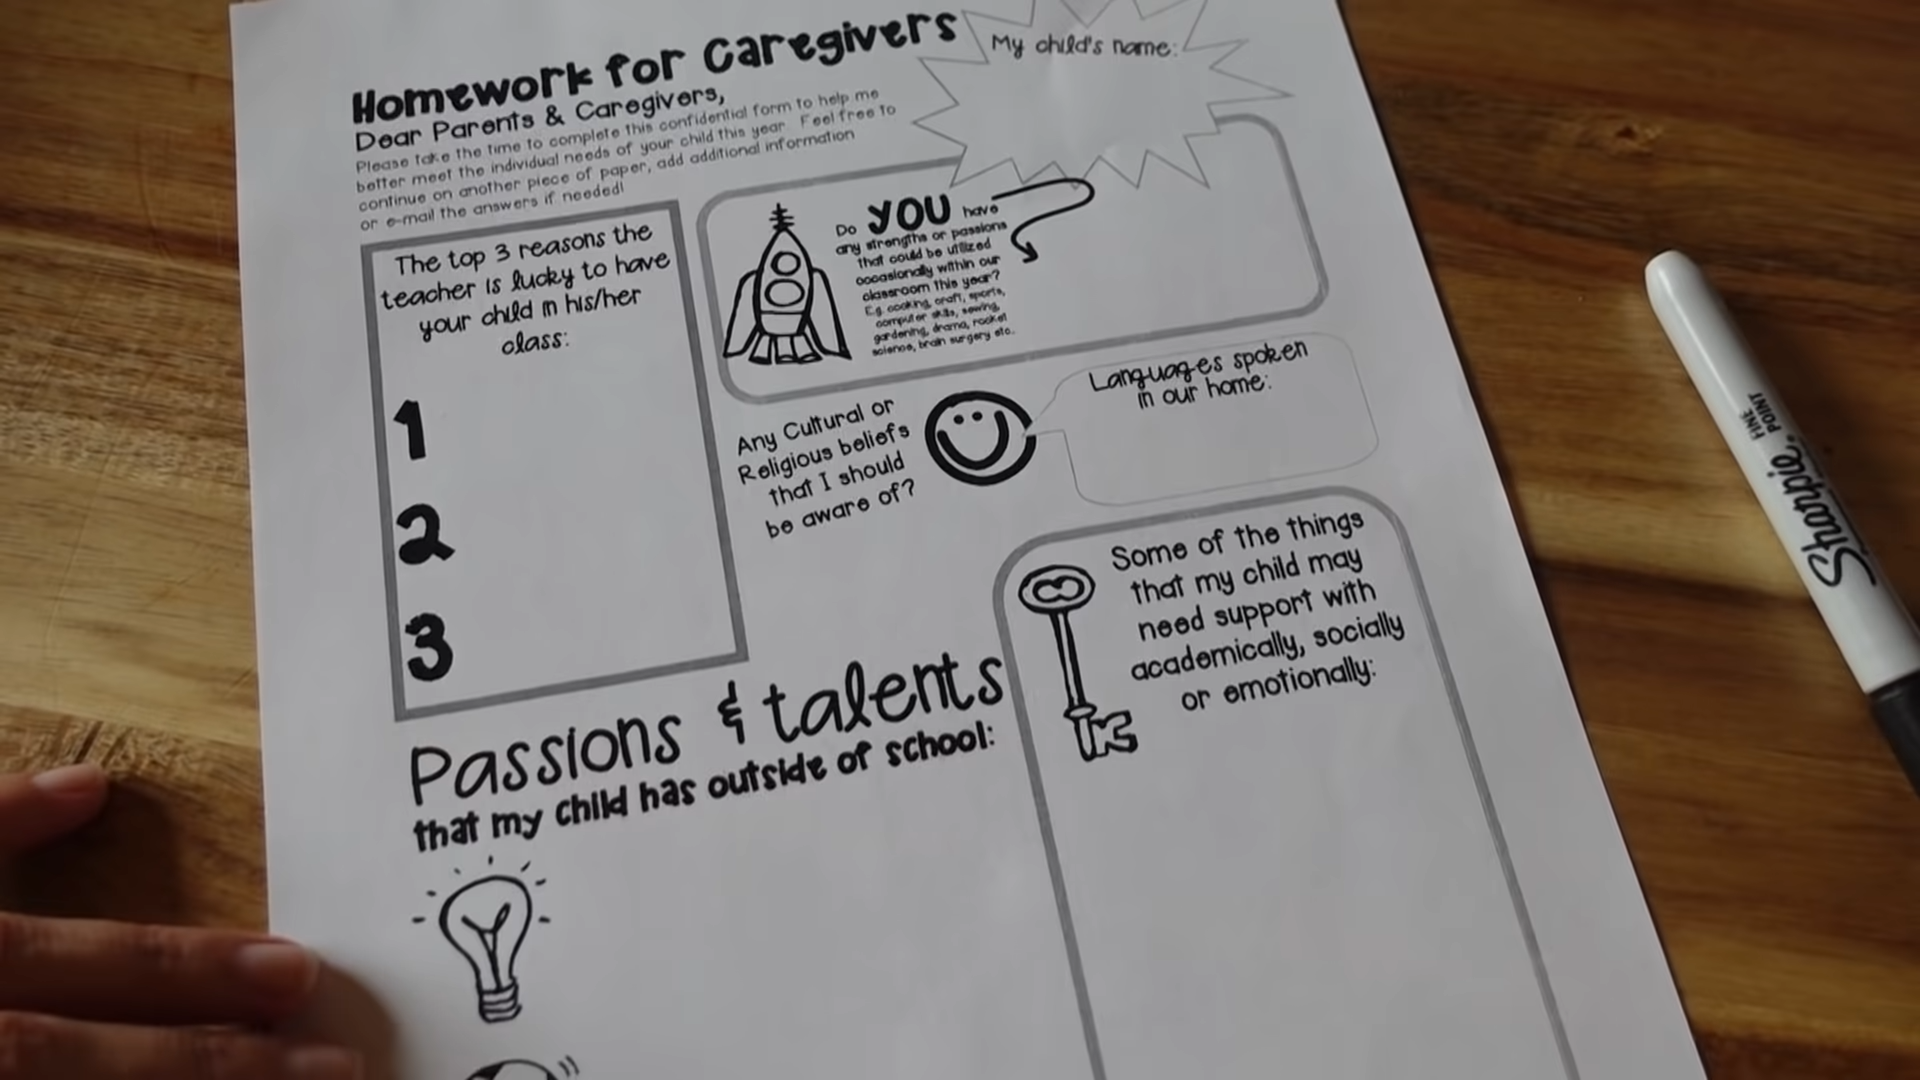 Homework for Caregivers
Dear Parents & Caregivers,
Please take the time to complete this confidential form to help me
better meet the individual needs of your child this year. Feel free to
continue on another piece of paper, add additional information
or e-mail the answers if needed!
My child's name:
The top 3 reasons the
teacher is lucky to have
your child in his/her
class:
1
2
3
Do YOU have
any strengths or passions
that could be utilized
occasionally within our
classroom this year?
E.g. cooking, craft, sports,
computer skills, sewing,
gardening, drama, rocket
science, brain surgery etc.
Any Cultural or
Religious beliefs
that I should
be aware of?
Languages spoken
in our home:
Passions & talents
that my child has outside of school:
Some of the things
that my child may
need support with
academically, socially
or emotionally:
Sharpie.
FINE
POINT